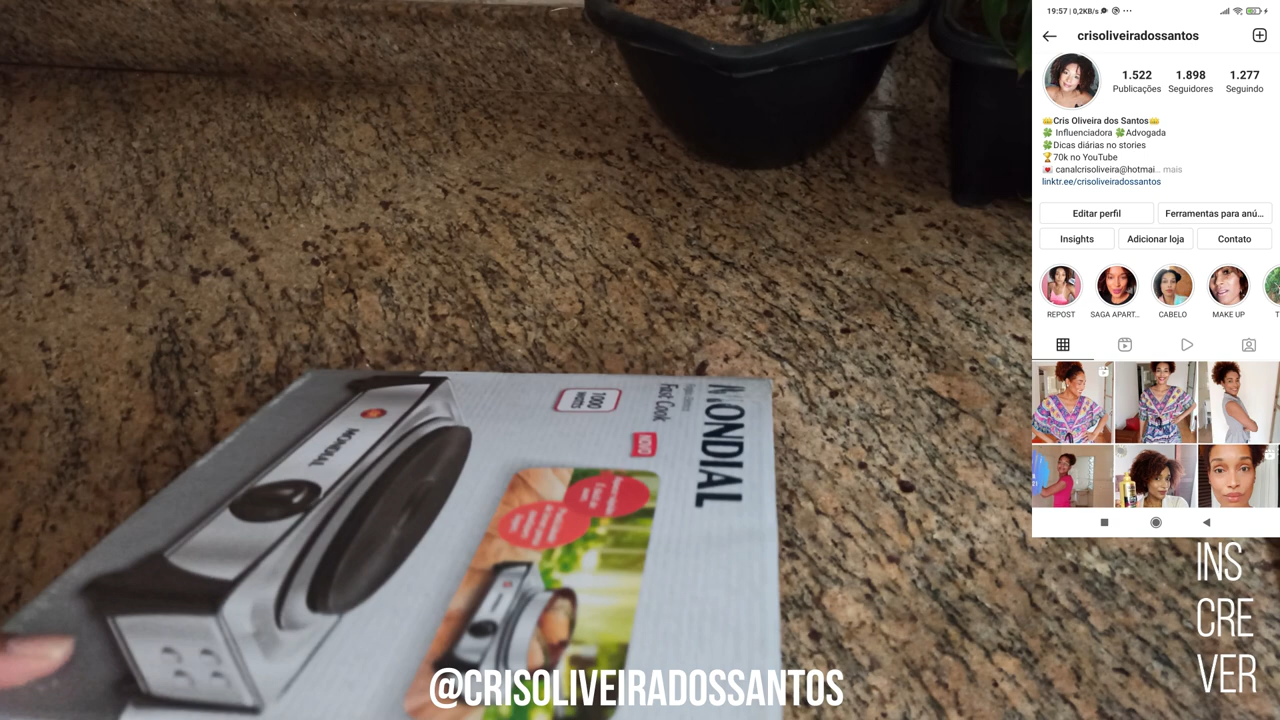 19:57 | 0,2KB/s
crisoliveiradossantos
1.522 1.898 1.277
Publicações Seguidores Seguindo
👑Cris Oliveira dos Santos👑
🍀 Influenciadora 🍀Advogada
🍀Dicas diárias no stories
🏆70k no YouTube
💌 canalcrisoliveira@hotmai... mais
linktr.ee/crisoliveiradossantos
Editar perfil Ferramentas para anú...
Insights Adicionar loja Contato
REPOST SAGA APART... CABELO MAKE UP T
MONDIAL
Fast Cook
1000
WATTS
NOVO
MONDIAL
@CRISOLIVEIRADOSSANTOS
INS
CRE
VER